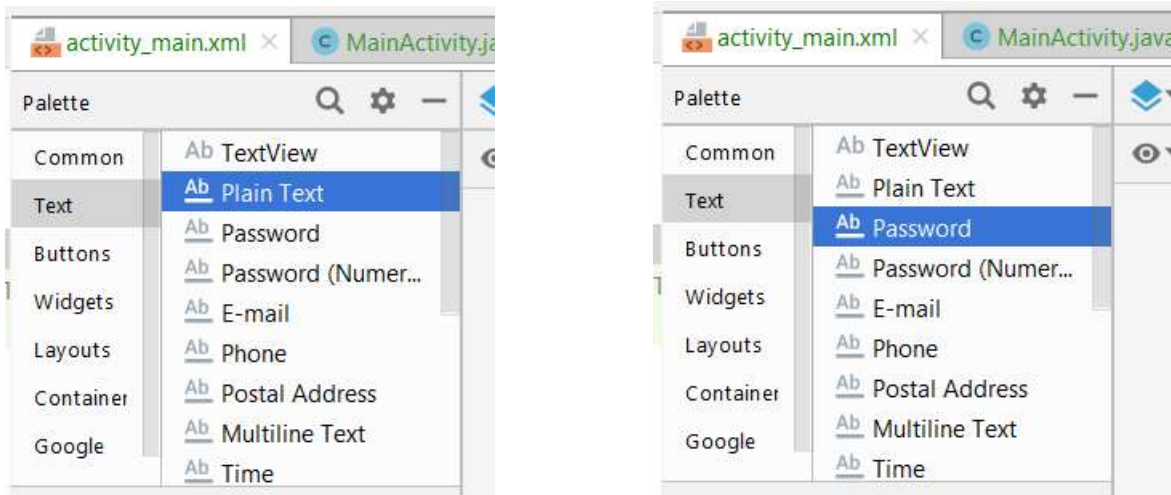 activity_main.xml
C MainActivity.ja
Palette
Common
Text
Buttons
Widgets
Layouts
Container
Google
Ab TextView
Ab Plain Text
Ab Password
Ab Password (Numer...
Ab E-mail
Ab Phone
Ab Postal Address
Ab Multiline Text
Ab Time
activity_main.xml
C MainActivity.java
Palette
Common
Text
Buttons
Widgets
Layouts
Container
Google
Ab TextView
Ab Plain Text
Ab Password
Ab Password (Numer...
Ab E-mail
Ab Phone
Ab Postal Address
Ab Multiline Text
Ab Time